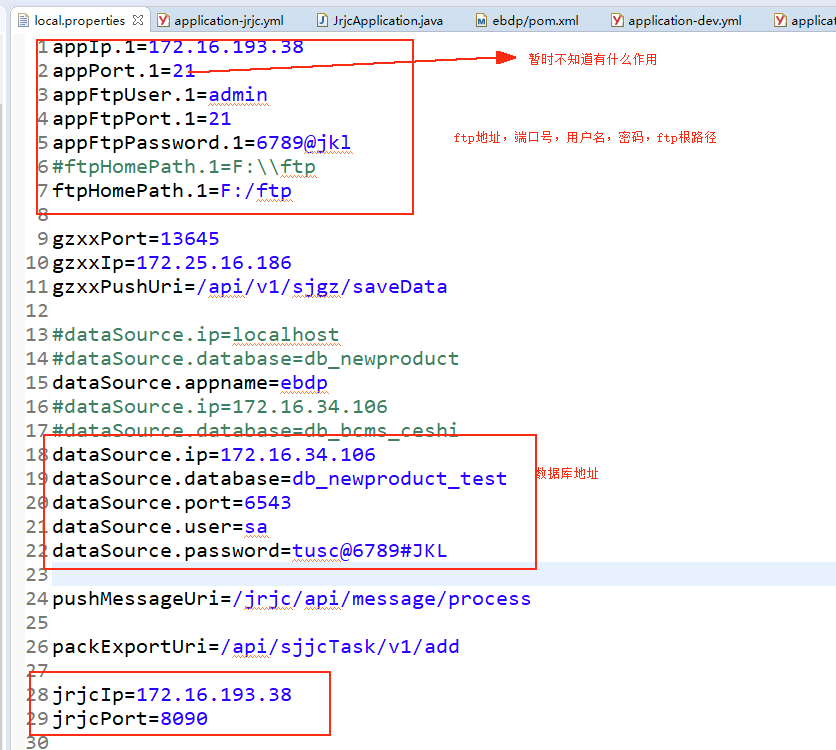 local.properties application-jrjc.yml JrjcApplication.java ebdp/pom.xml application-dev.yml applicat
1 appIp.1=172.16.193.38
2 appPort.1=21 暂时不知道有什么作用
3 appFtpUser.1=admin
4 appFtpPort.1=21
5 appFtpPassword.1=6789@jkl ftp地址，端口号，用户名，密码，ftp根路径
6 #ftpHomePath.1=F:\\ftp
7 ftpHomePath.1=F:/ftp
8
9 gzxxPort=13645
10 gzxxIp=172.25.16.186
11 gzxxPushUri=/api/v1/sjgz/saveData
12
13 #dataSource.ip=localhost
14 #dataSource.database=db_newproduct
15 dataSource.appname=ebdp
16 #dataSource.ip=172.16.34.106
17 #dataSource.database=db_bcms_ceshi
18 dataSource.ip=172.16.34.106
19 dataSource.database=db_newproduct_test 数据库地址
20 dataSource.port=6543
21 dataSource.user=sa
22 dataSource.password=tusc@6789#JKL
23
24 pushMessageUri=/jrjc/api/message/process
25
26 packExportUri=/api/sjjcTask/v1/add
27
28 jrjcIp=172.16.193.38
29 jrjcPort=8090
30